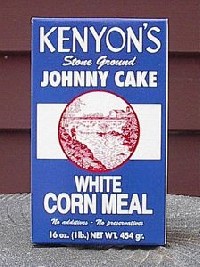 KENYON'S
Stone Ground
JOHNNY CAKE
WHITE
CORN MEAL
No additives - No preservatives
16 oz. (1 lb.) NET WT. 454 gr.